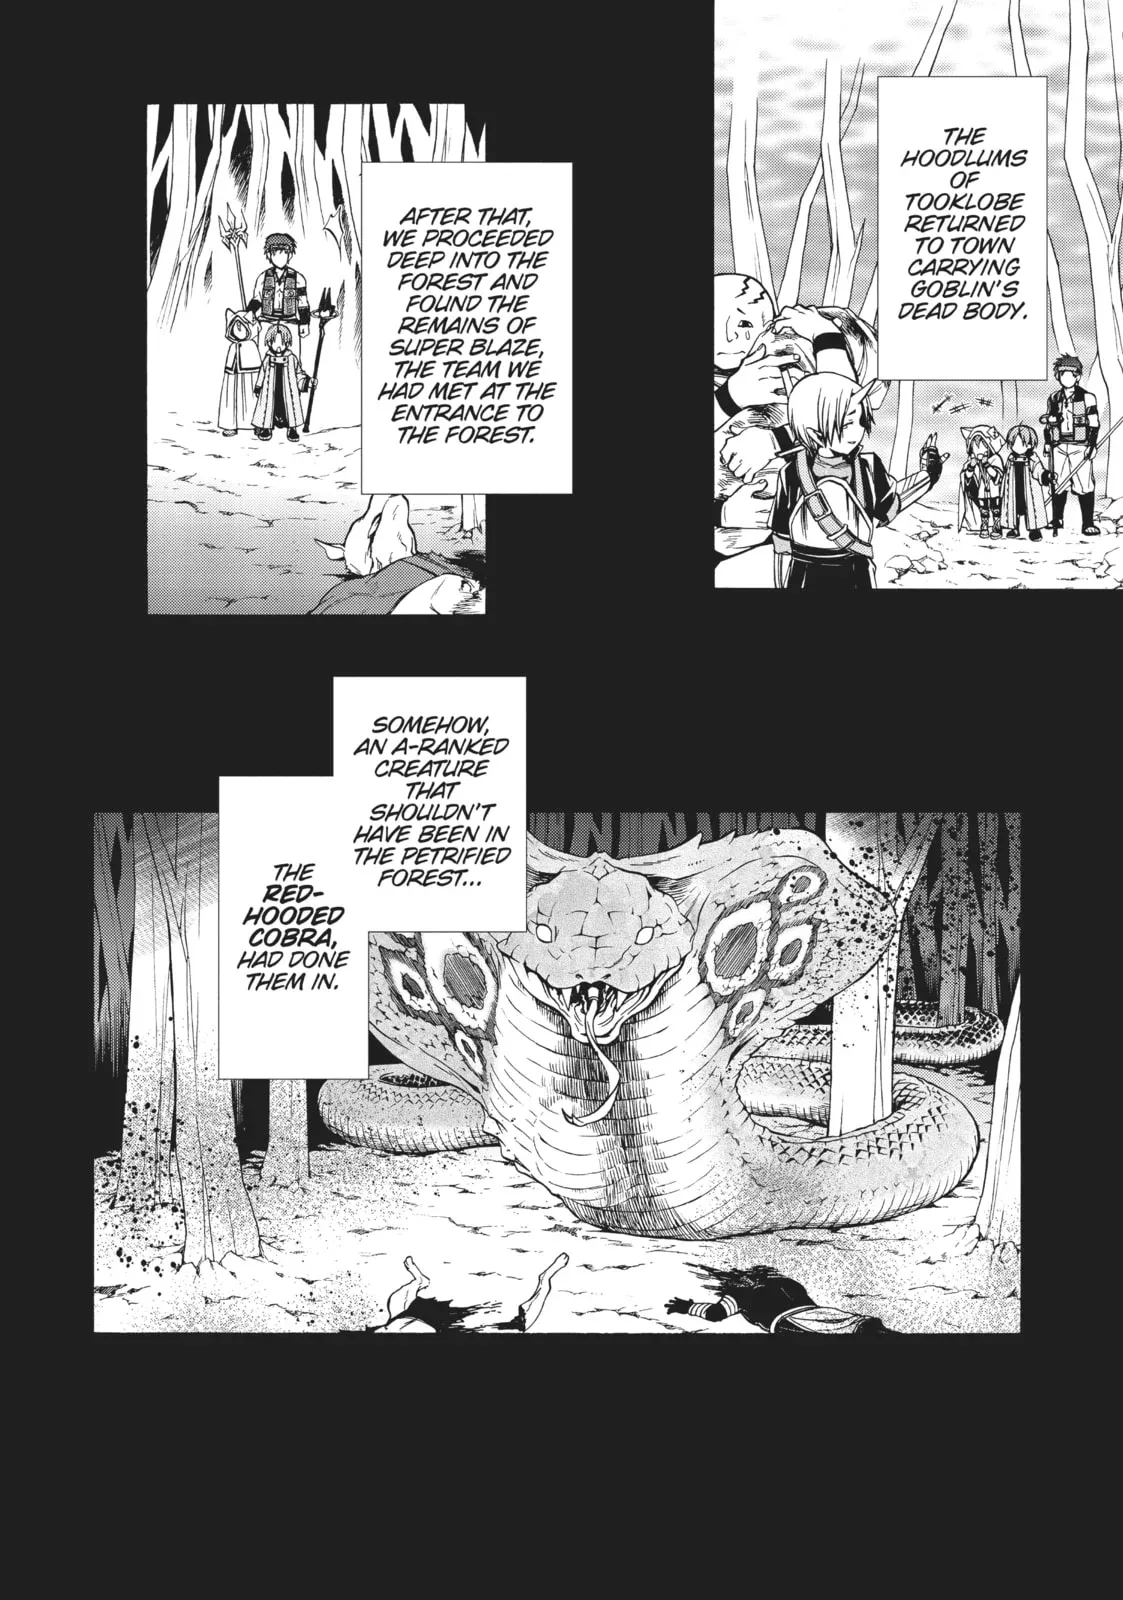 THE
HOODLUMS
OF
TOOKLOBE
RETURNED
TO TOWN
CARRYING
GOBLIN'S
DEAD BODY.
AFTER THAT,
WE PROCEEDED
DEEP INTO THE
FOREST AND
FOUND THE
REMAINS OF
SUPER BLAZE,
THE TEAM WE
HAD MET AT THE
ENTRANCE TO
THE FOREST.
SOMEHOW,
AN A-RANKED
CREATURE
THAT
SHOULDN'T
HAVE BEEN IN
THE PETRIFIED
FOREST...
THE
RED-
HOODED
COBRA,
HAD DONE
THEM IN.